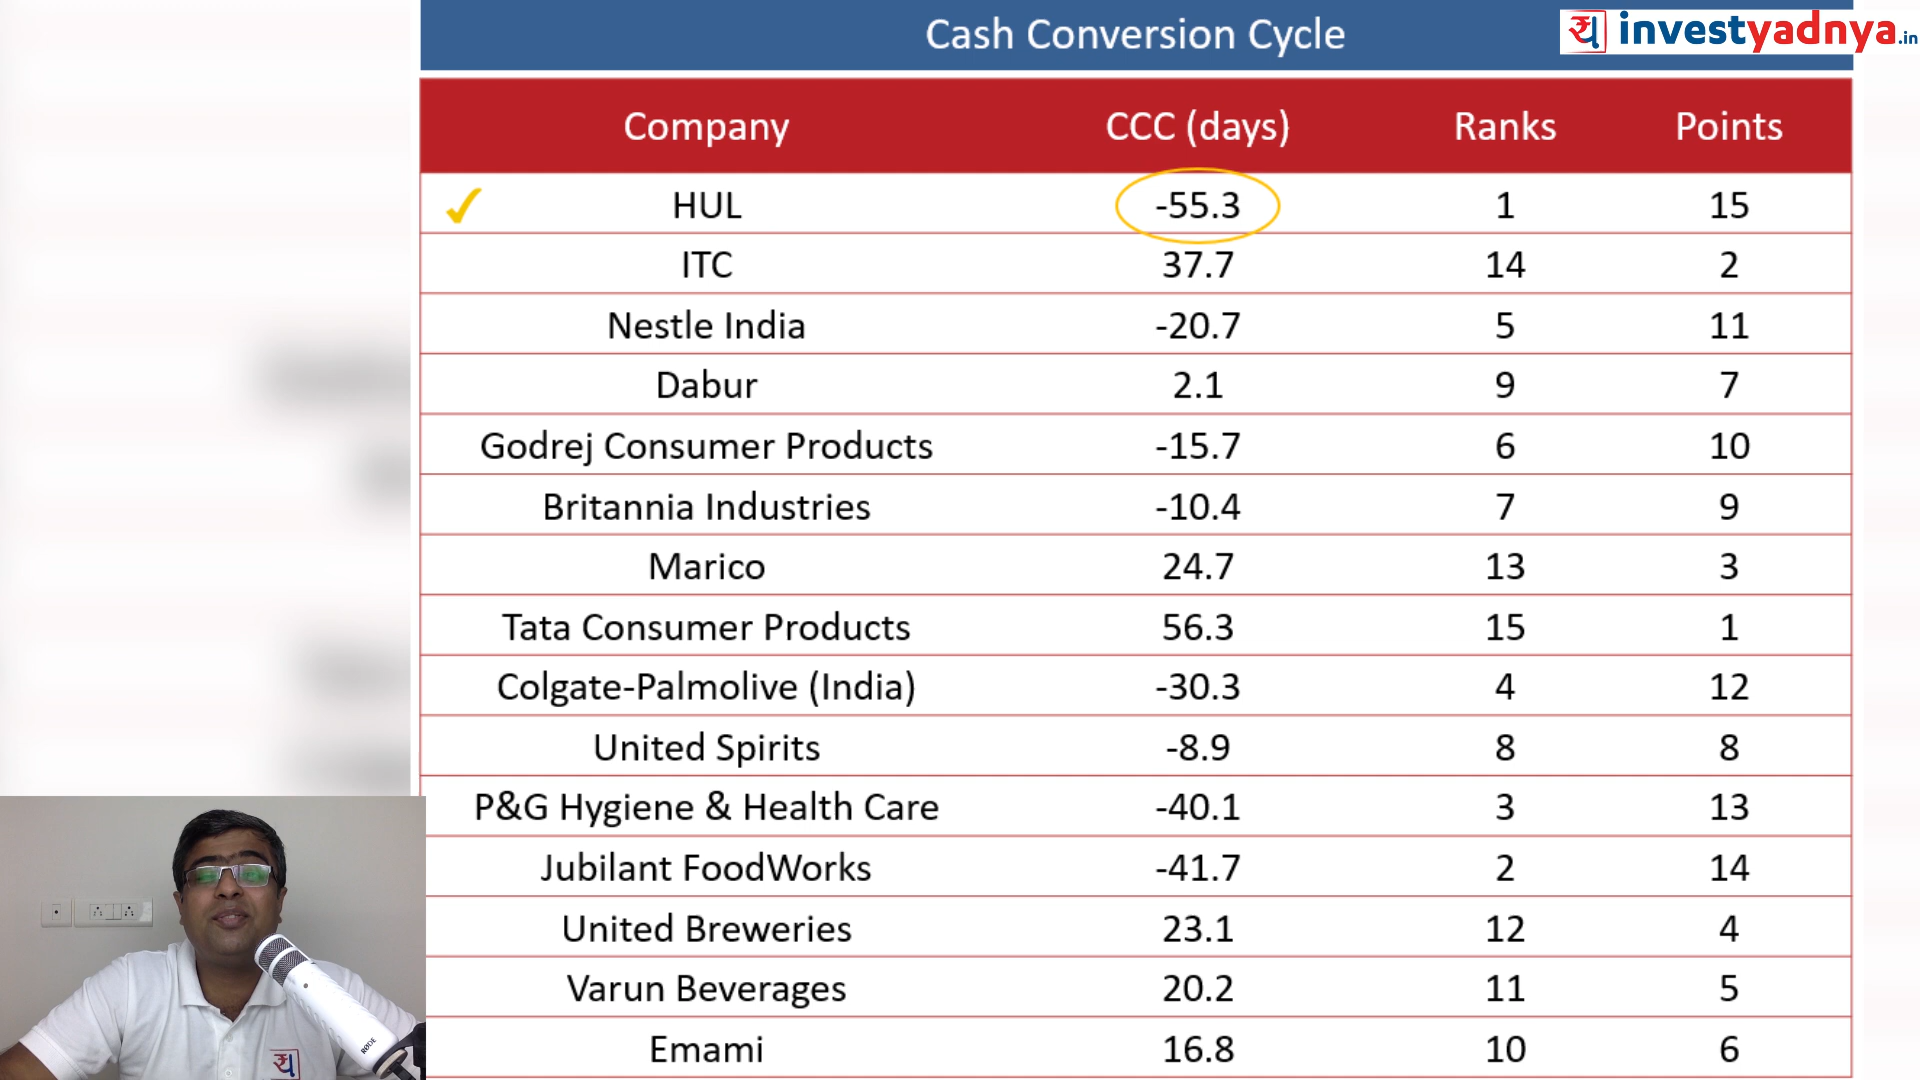 Cash Conversion Cycle
investyadnya.in
Company CCC (days) Ranks Points
HUL -55.3 1 15
ITC 37.7 14 2
Nestle India -20.7 5 11
Dabur 2.1 9 7
Godrej Consumer Products -15.7 6 10
Britannia Industries -10.4 7 9
Marico 24.7 13 3
Tata Consumer Products 56.3 15 1
Colgate-Palmolive (India) -30.3 4 12
United Spirits -8.9 8 8
P&G Hygiene & Health Care -40.1 3 13
Jubilant FoodWorks -41.7 2 14
United Breweries 23.1 12 4
Varun Beverages 20.2 11 5
Emami 16.8 10 6
RØDE